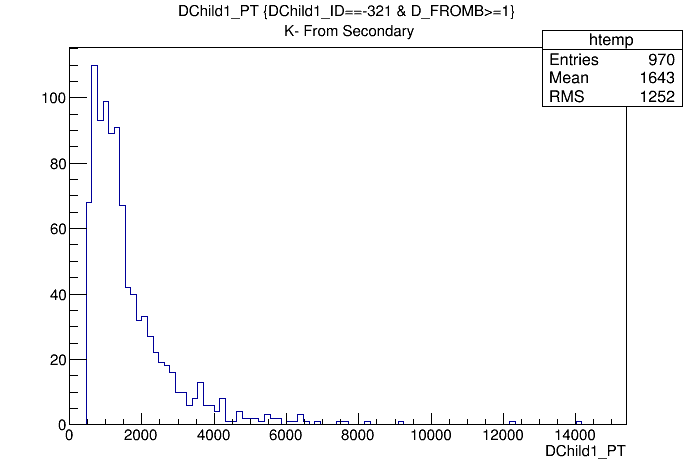 DChild1_PT {DChild1_ID==-321 & D_FROMB>=1}
K- From Secondary
htemp
Entries 970
Mean 1643
RMS 1252
100
80
60
40
20
0
0 2000 4000 6000 8000 10000 12000 14000
DChild1_PT